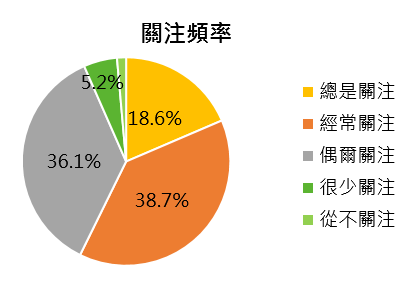 關注頻率
5.2%
18.6%
36.1%
38.7%
總是關注
經常關注
偶爾關注
很少關注
從不關注